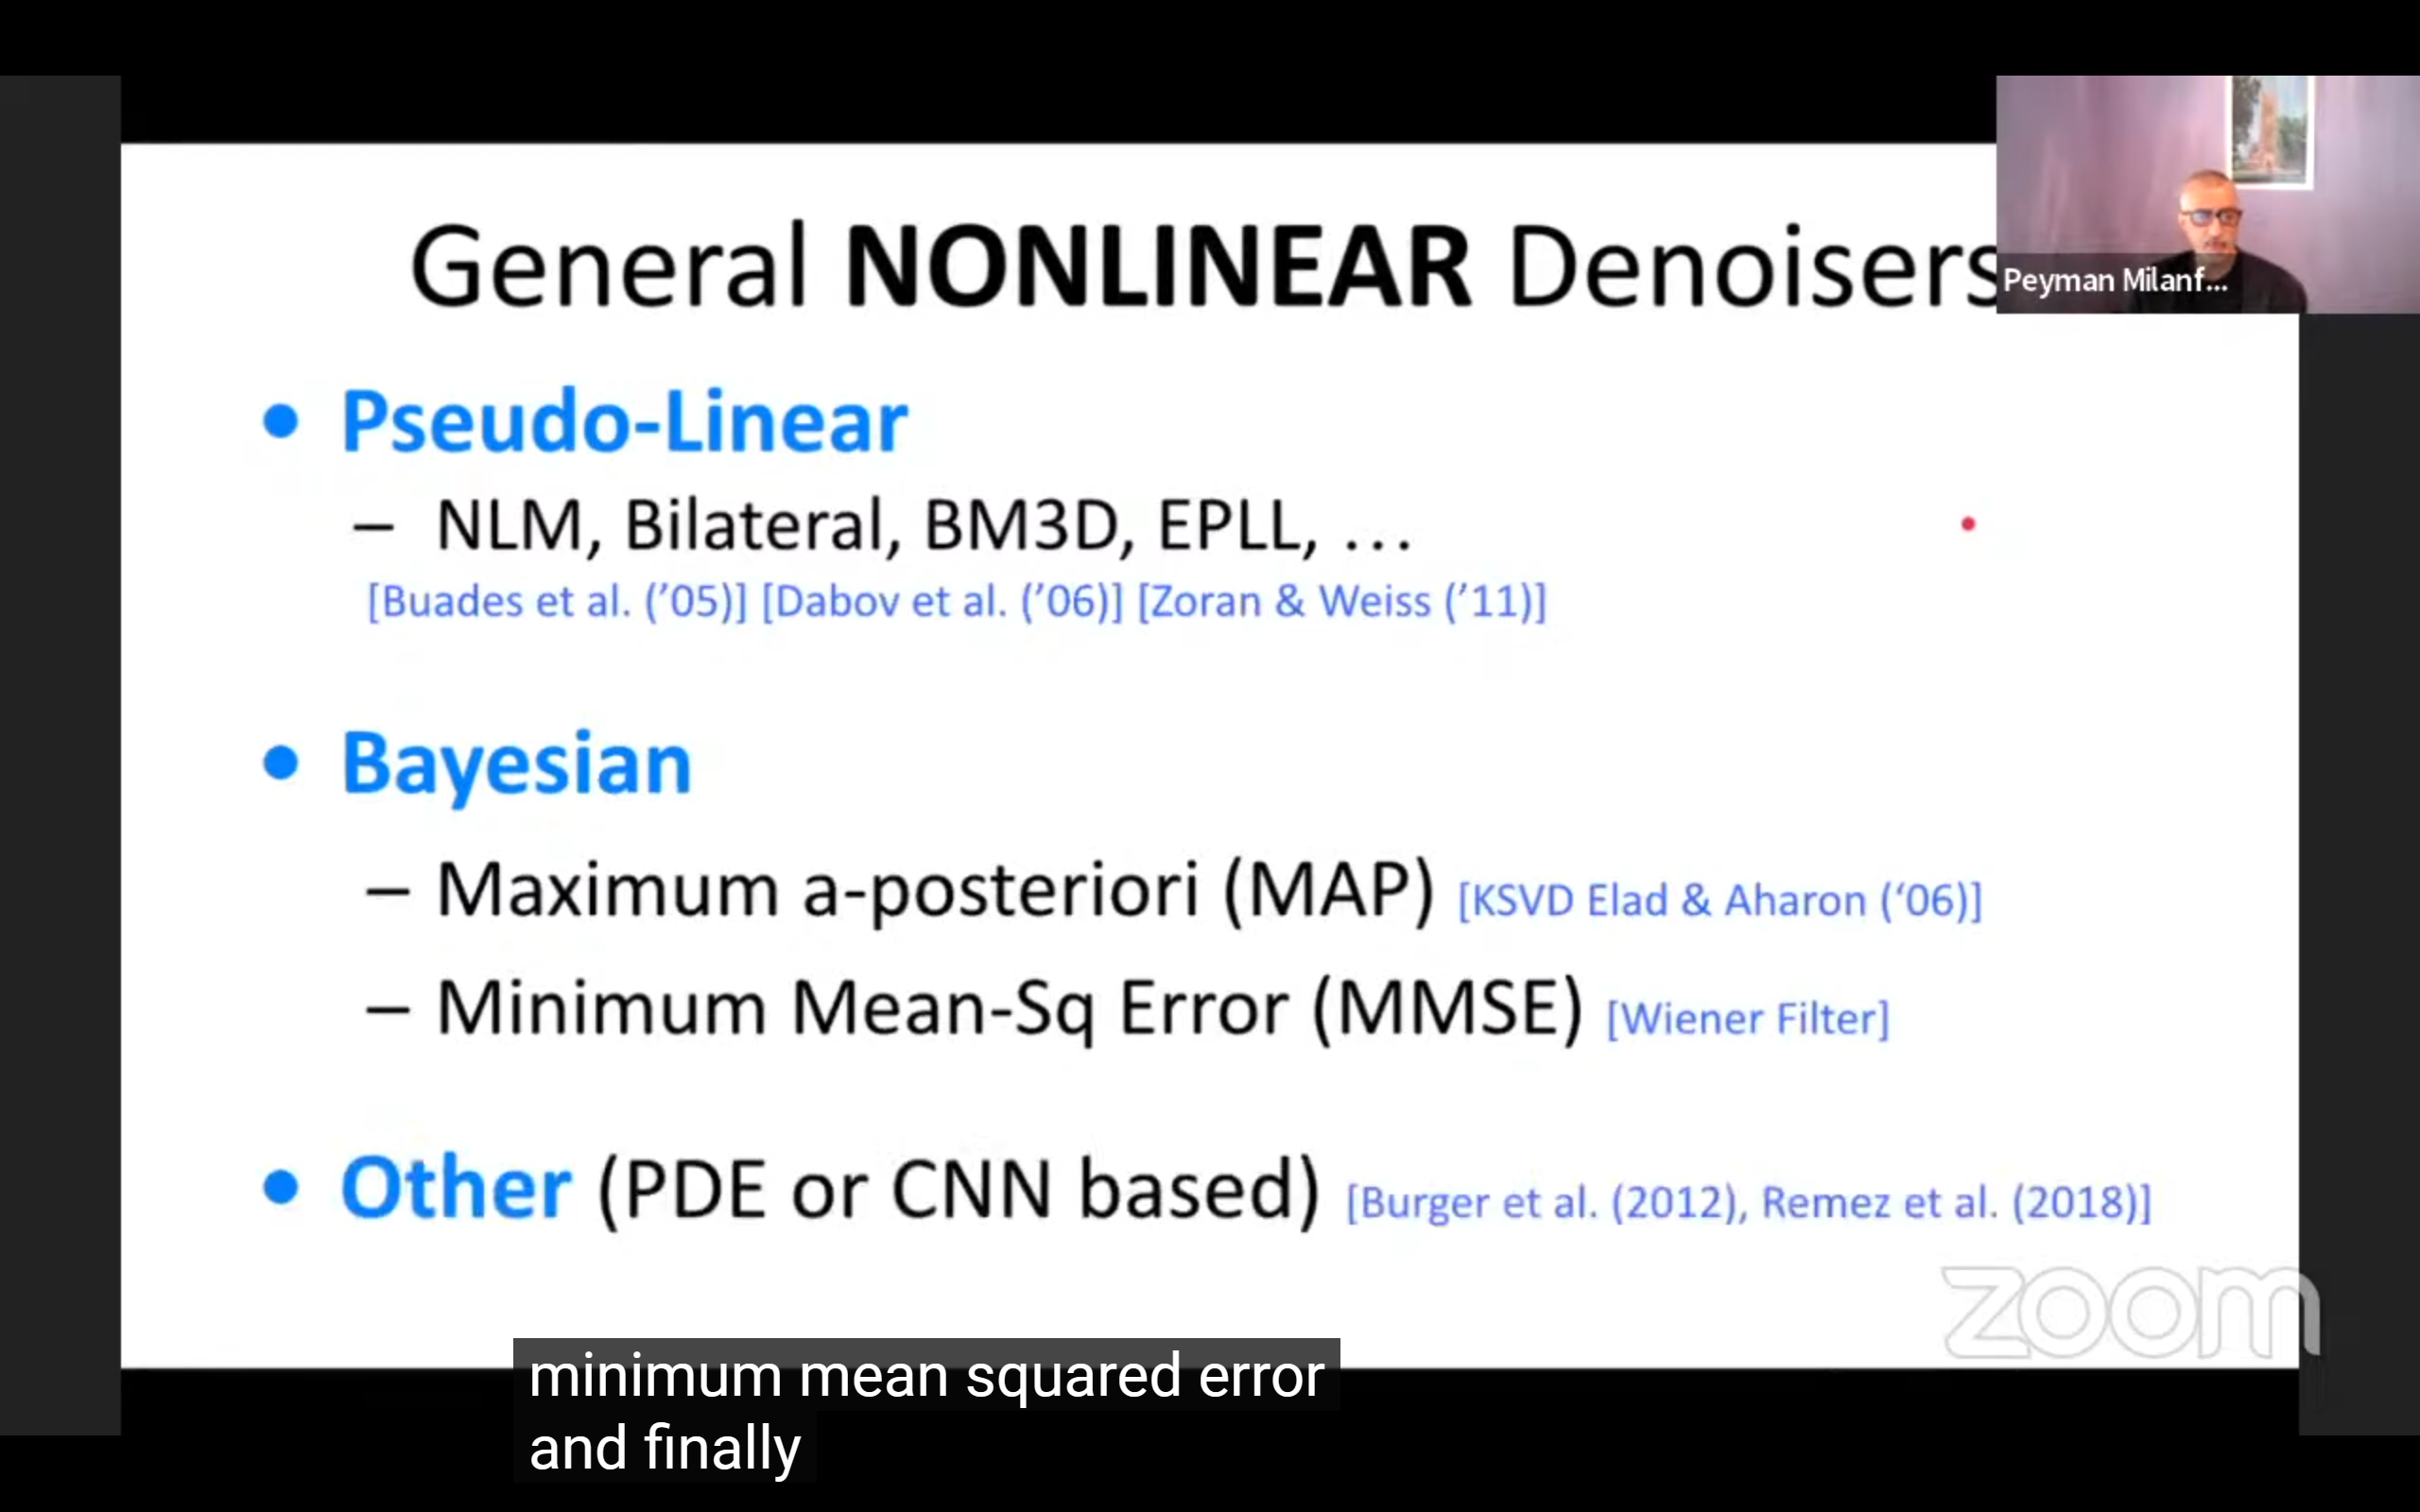 General NONLINEAR Denoisers
Peyman Milanf...
• Pseudo-Linear
– NLM, Bilateral, BM3D, EPLL, ...
[Buades et al. (’05)] [Dabov et al. (’06)] [Zoran & Weiss (’11)]
• Bayesian
– Maximum a-posteriori (MAP) [KSVD Elad & Aharon (‘06)]
– Minimum Mean-Sq Error (MMSE) [Wiener Filter]
• Other (PDE or CNN based) [Burger et al. (2012), Remez et al. (2018)]
zoom
minimum mean squared error
and finally